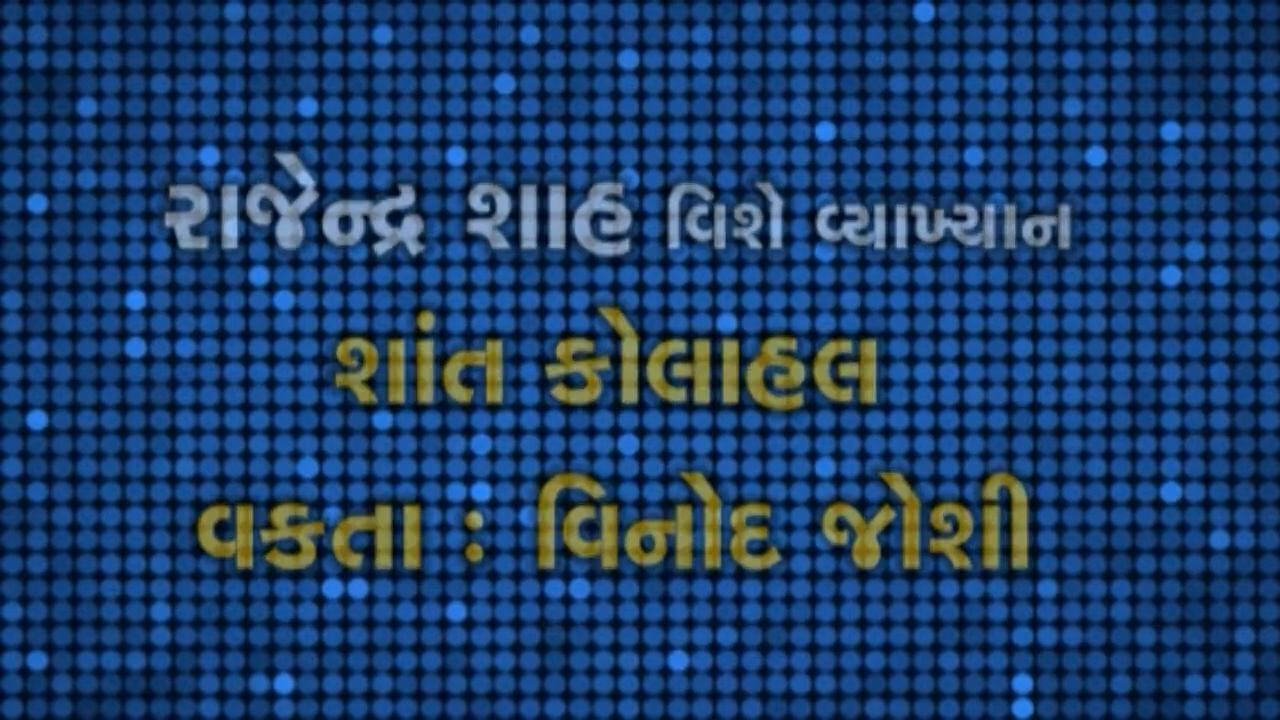 રાજેન્દ્ર શાહ વિશે વ્યાખ્યાન
શાંત કોલાહલ
વકતા : વિનોદ જોશી